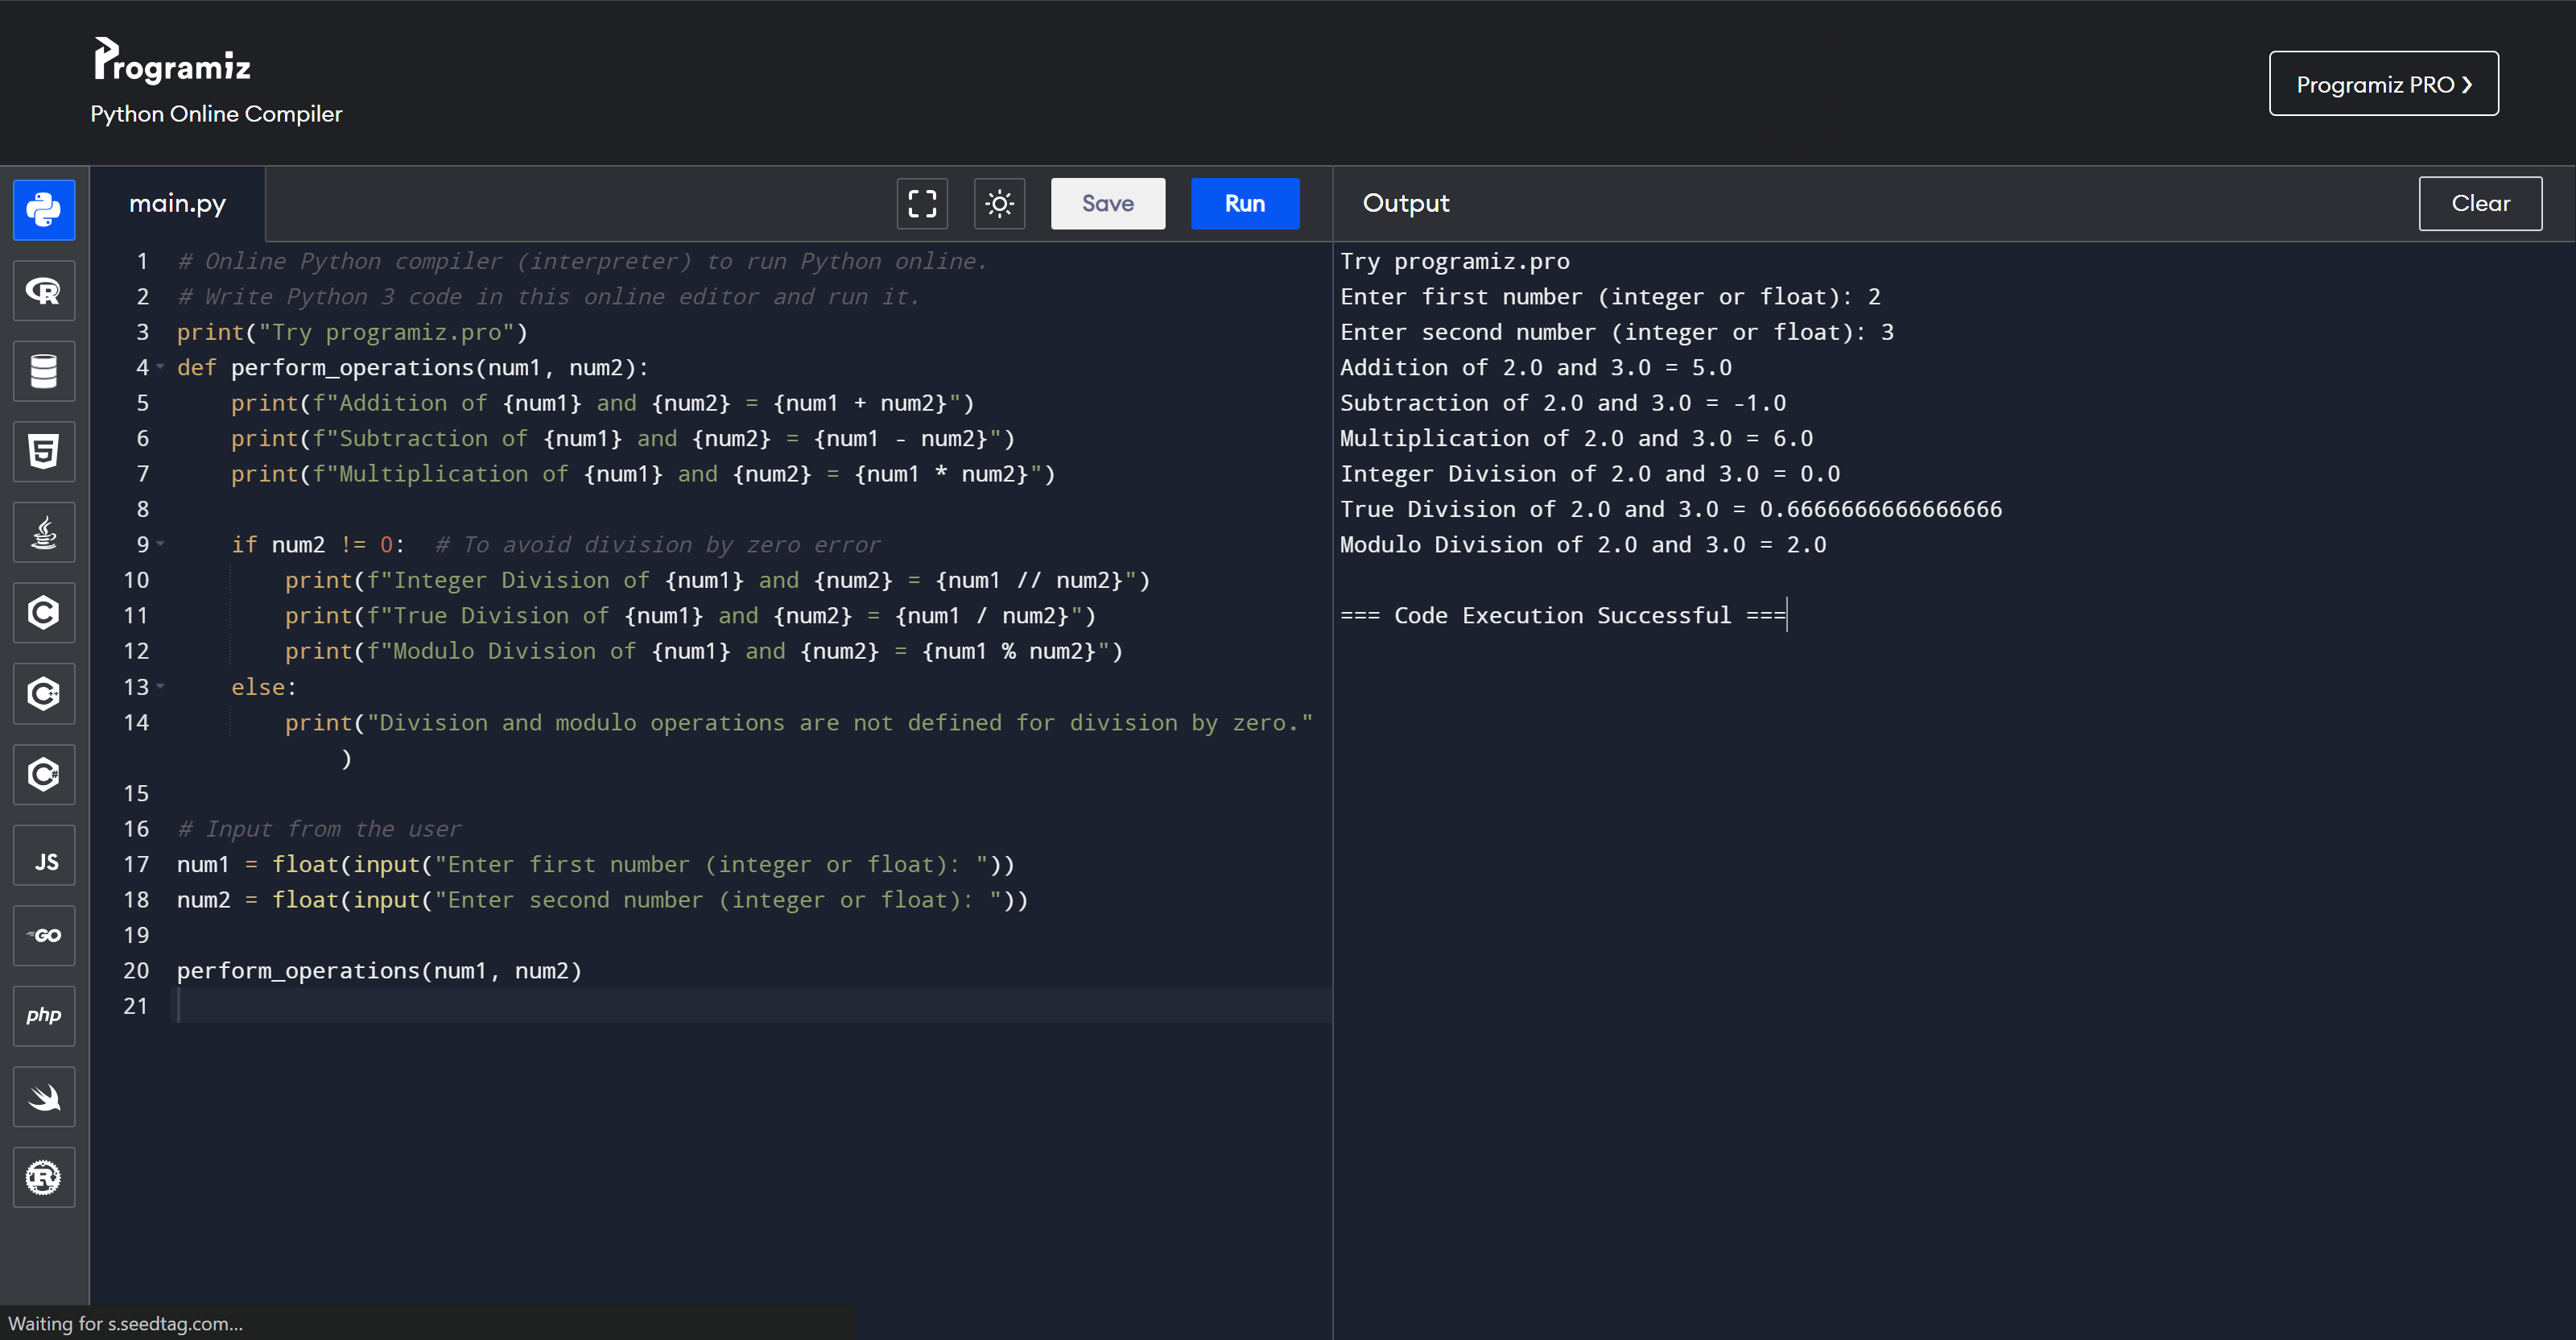 Programiz
Python Online Compiler
Programiz PRO ❯
main.py
Save
Run
Output
Clear
1 # Online Python compiler (interpreter) to run Python online.
2 # Write Python 3 code in this online editor and run it.
3 print("Try programiz.pro")
4 def perform_operations(num1, num2):
5     print(f"Addition of {num1} and {num2} = {num1 + num2}")
6     print(f"Subtraction of {num1} and {num2} = {num1 - num2}")
7     print(f"Multiplication of {num1} and {num2} = {num1 * num2}")
8
9     if num2 != 0:  # To avoid division by zero error
10         print(f"Integer Division of {num1} and {num2} = {num1 // num2}")
11         print(f"True Division of {num1} and {num2} = {num1 / num2}")
12         print(f"Modulo Division of {num1} and {num2} = {num1 % num2}")
13     else:
14         print("Division and modulo operations are not defined for division by zero."
)
15
16 # Input from the user
17 num1 = float(input("Enter first number (integer or float): "))
18 num2 = float(input("Enter second number (integer or float): "))
19
20 perform_operations(num1, num2)
21
Try programiz.pro
Enter first number (integer or float): 2
Enter second number (integer or float): 3
Addition of 2.0 and 3.0 = 5.0
Subtraction of 2.0 and 3.0 = -1.0
Multiplication of 2.0 and 3.0 = 6.0
Integer Division of 2.0 and 3.0 = 0.0
True Division of 2.0 and 3.0 = 0.6666666666666666
Modulo Division of 2.0 and 3.0 = 2.0
=== Code Execution Successful ===
R
5
C
C++
C#
JS
GO
php
R
Waiting for s.seedtag.com...